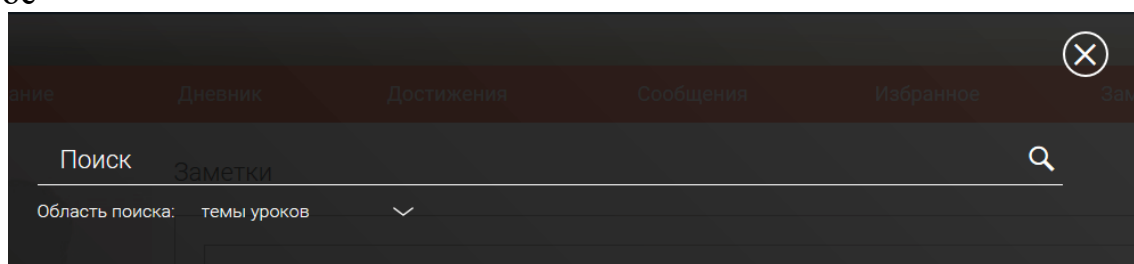 ание Дневник Достижения Сообщения Избранное Зам
Поиск
Заметки
Область поиска: темы уроков